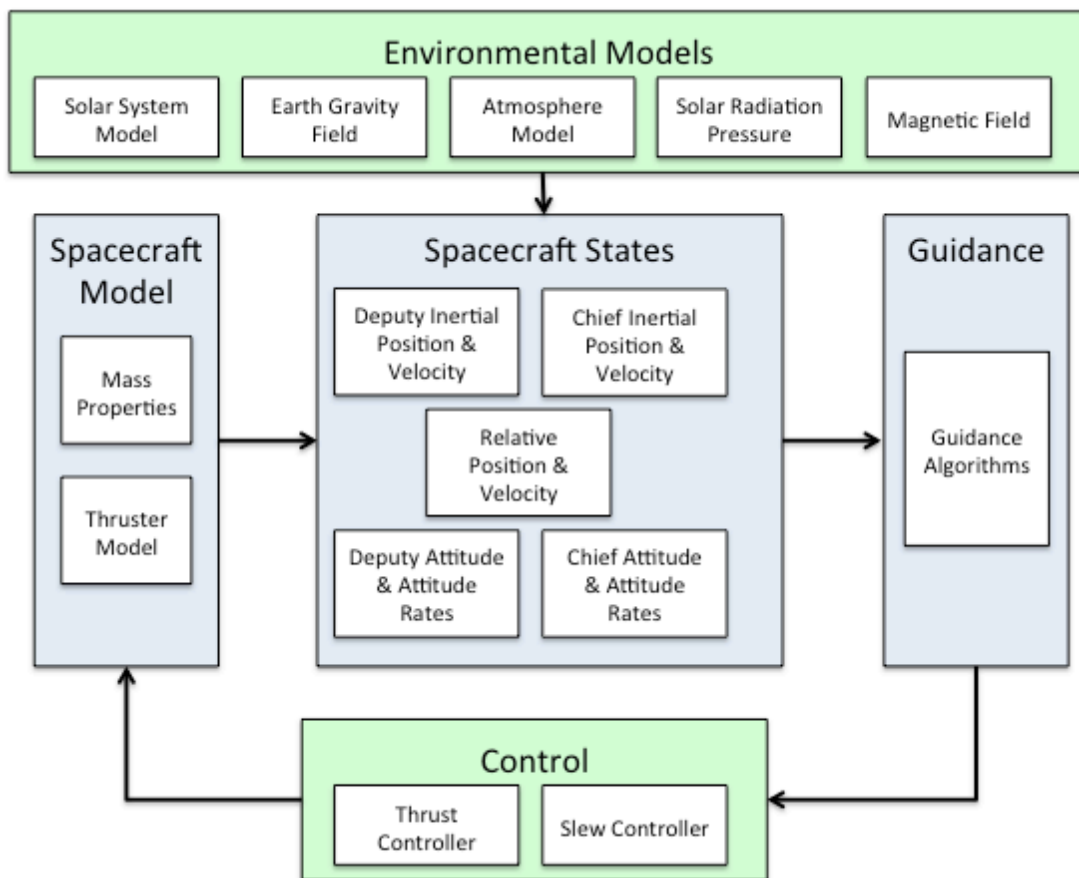 Environmental Models
Solar System
Model
Earth Gravity
Field
Atmosphere
Model
Solar Radiation
Pressure
Magnetic Field
Spacecraft
Model
Mass
Properties
Thruster
Model
Spacecraft States
Deputy Inertial
Position &
Velocity
Chief Inertial
Position &
Velocity
Relative
Position &
Velocity
Deputy Attitude
& Attitude
Rates
Chief Attitude
& Attitude
Rates
Guidance
Guidance
Algorithms
Control
Thrust
Controller
Slew Controller